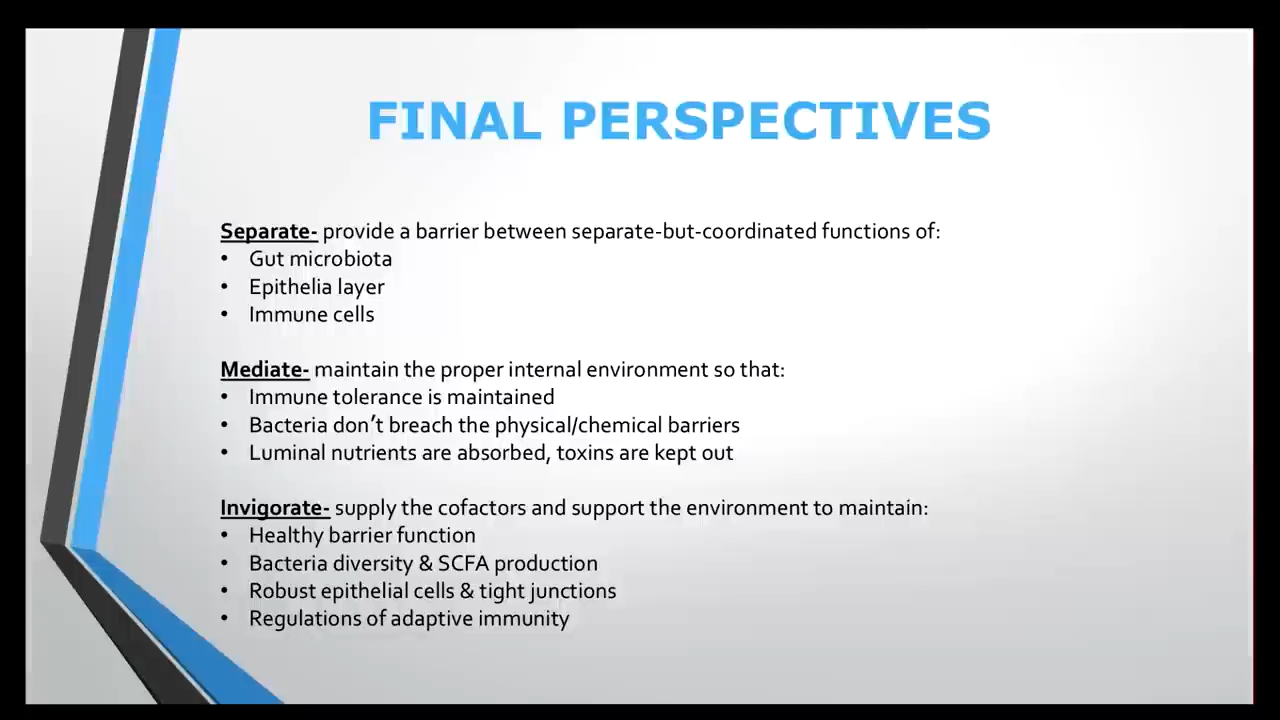 FINAL PERSPECTIVES
Separate- provide a barrier between separate-but-coordinated functions of:
• Gut microbiota
• Epithelia layer
• Immune cells
Mediate- maintain the proper internal environment so that:
• Immune tolerance is maintained
• Bacteria don’t breach the physical/chemical barriers
• Luminal nutrients are absorbed, toxins are kept out
Invigorate- supply the cofactors and support the environment to maintain:
• Healthy barrier function
• Bacteria diversity & SCFA production
• Robust epithelial cells & tight junctions
• Regulations of adaptive immunity